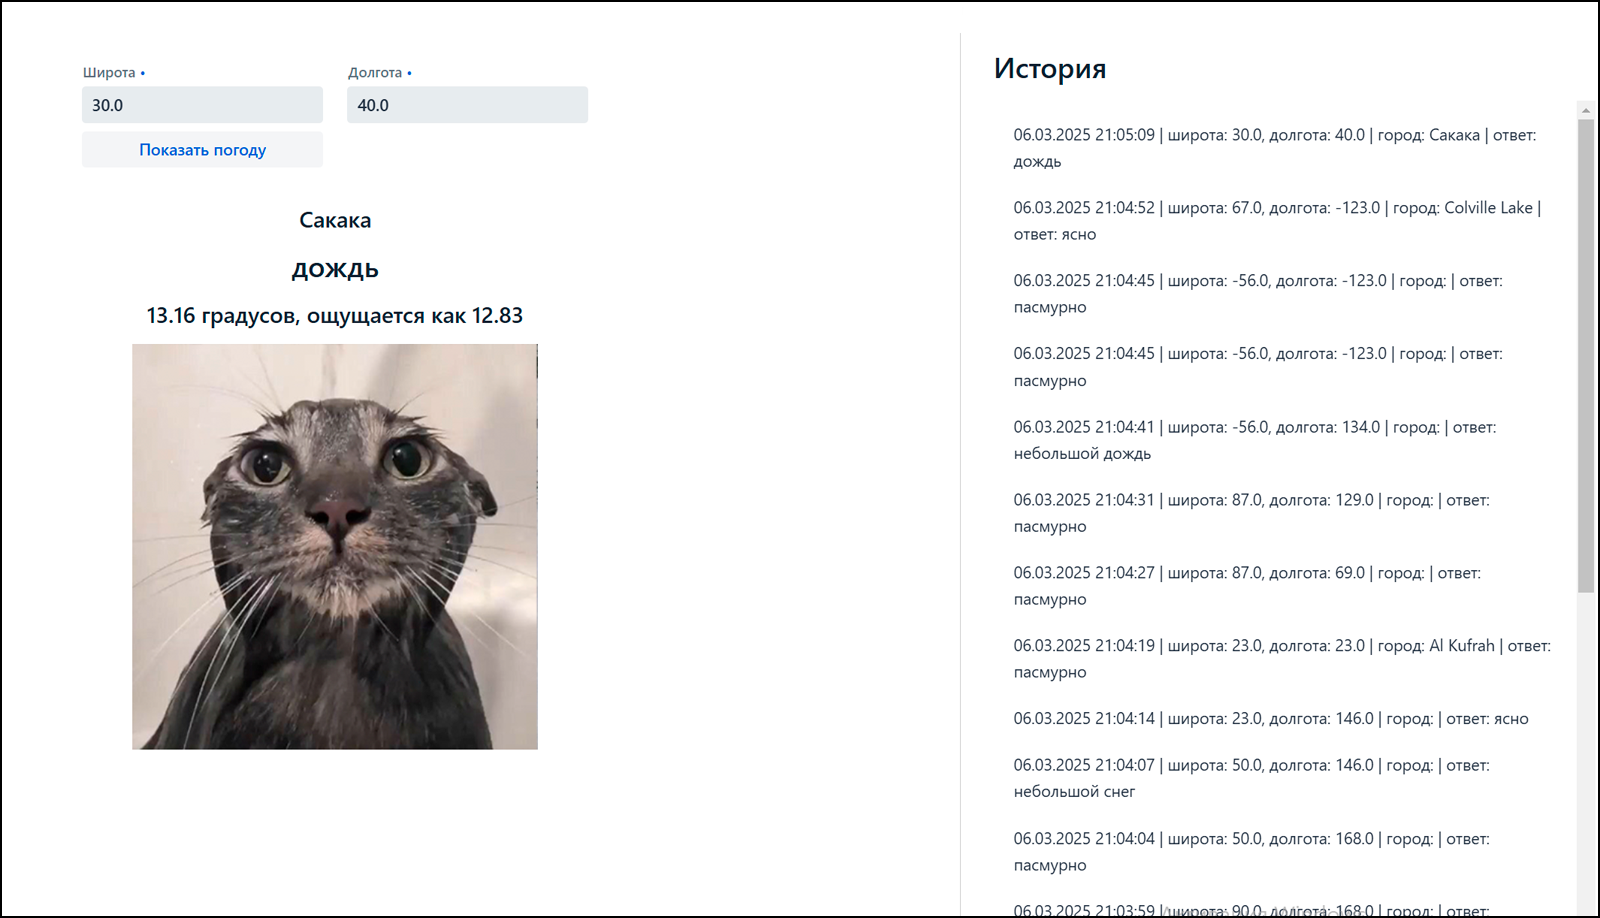 Широта •
Долгота •
30.0
40.0
Показать погоду
Сакака
дождь
13.16 градусов, ощущается как 12.83
История
06.03.2025 21:05:09 | широта: 30.0, долгота: 40.0 | город: Сакака | ответ:
дождь
06.03.2025 21:04:52 | широта: 67.0, долгота: -123.0 | город: Colville Lake |
ответ: ясно
06.03.2025 21:04:45 | широта: -56.0, долгота: -123.0 | город: | ответ:
пасмурно
06.03.2025 21:04:45 | широта: -56.0, долгота: -123.0 | город: | ответ:
пасмурно
06.03.2025 21:04:41 | широта: -56.0, долгота: 134.0 | город: | ответ:
небольшой дождь
06.03.2025 21:04:31 | широта: 87.0, долгота: 129.0 | город: | ответ:
пасмурно
06.03.2025 21:04:27 | широта: 87.0, долгота: 69.0 | город: | ответ:
пасмурно
06.03.2025 21:04:19 | широта: 23.0, долгота: 23.0 | город: Al Kufrah | ответ:
пасмурно
06.03.2025 21:04:14 | широта: 23.0, долгота: 146.0 | город: | ответ: ясно
06.03.2025 21:04:07 | широта: 50.0, долгота: 146.0 | город: | ответ:
небольшой снег
06.03.2025 21:04:04 | широта: 50.0, долгота: 168.0 | город: | ответ:
пасмурно
06.03.2025 21:03:59 | широта: 90.0, долгота: 168.0 | город: | ответ: